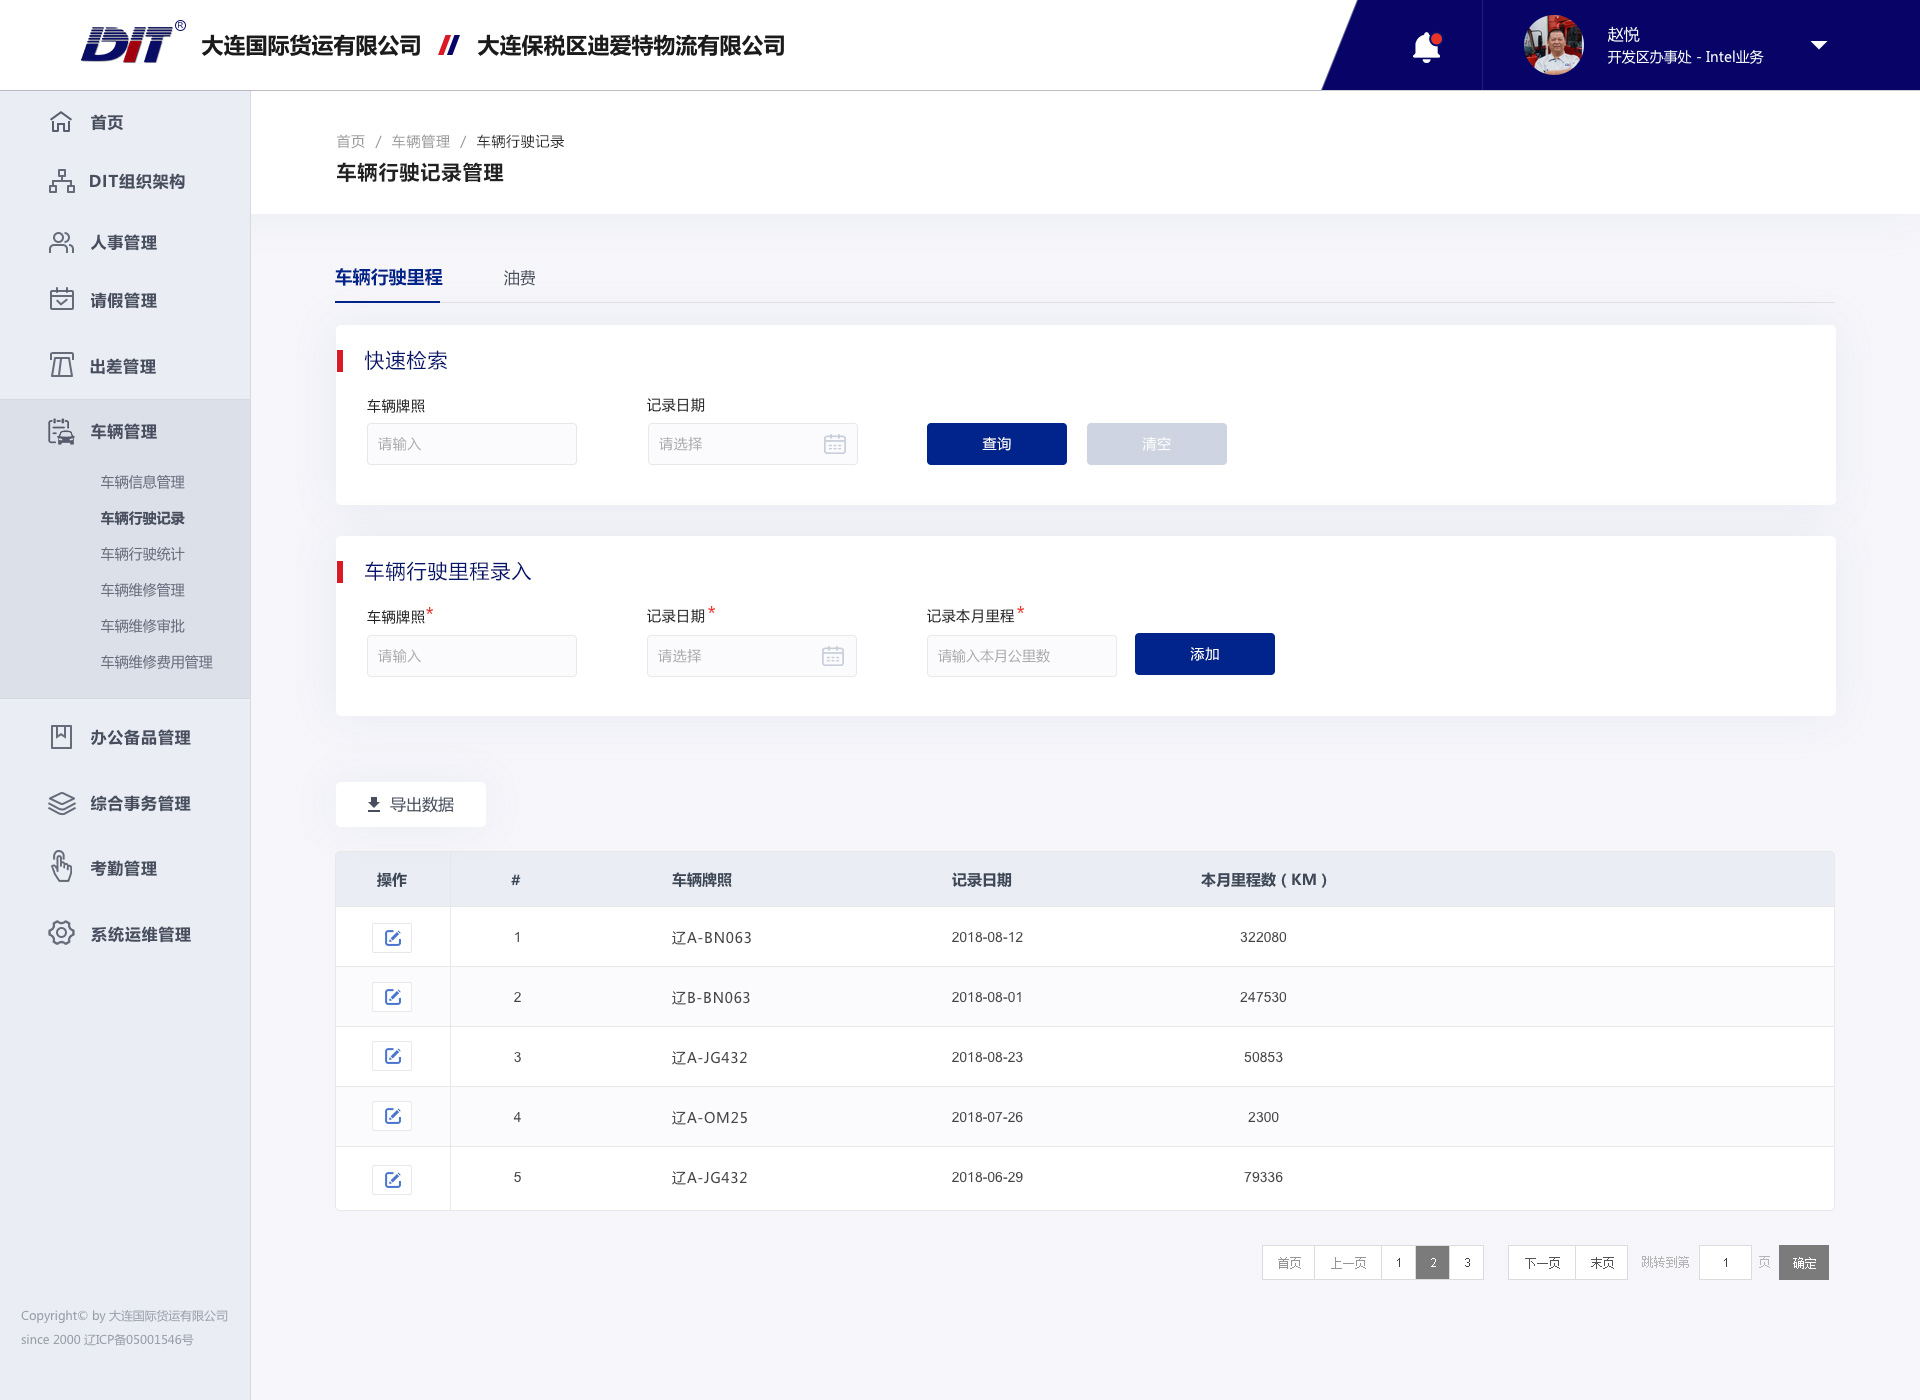 DIT® 大连国际货运有限公司 // 大连保税区迪爱特物流有限公司
赵悦
开发区办事处 - Intel业务
首页
DIT组织架构
人事管理
请假管理
出差管理
车辆管理
车辆信息管理
车辆行驶记录
车辆行驶统计
车辆维修管理
车辆维修审批
车辆维修费用管理
办公备品管理
综合事务管理
考勤管理
系统运维管理
Copyright© by 大连国际货运有限公司
since 2000 辽ICP备05001546号
首页 / 车辆管理 / 车辆行驶记录
车辆行驶记录管理
车辆行驶里程 油费
快速检索
车辆牌照 记录日期
请输入 请选择 查询 清空
车辆行驶里程录入
车辆牌照* 记录日期* 记录本月里程*
请输入 请选择 请输入本月公里数 添加
导出数据
操作 # 车辆牌照 记录日期 本月里程数 ( KM )
1 辽A-BN063 2018-08-12 322080
2 辽B-BN063 2018-08-01 247530
3 辽A-JG432 2018-08-23 50853
4 辽A-OM25 2018-07-26 2300
5 辽A-JG432 2018-06-29 79336
首页 上一页 1 2 3 下一页 末页 跳转到第 1 页 确定